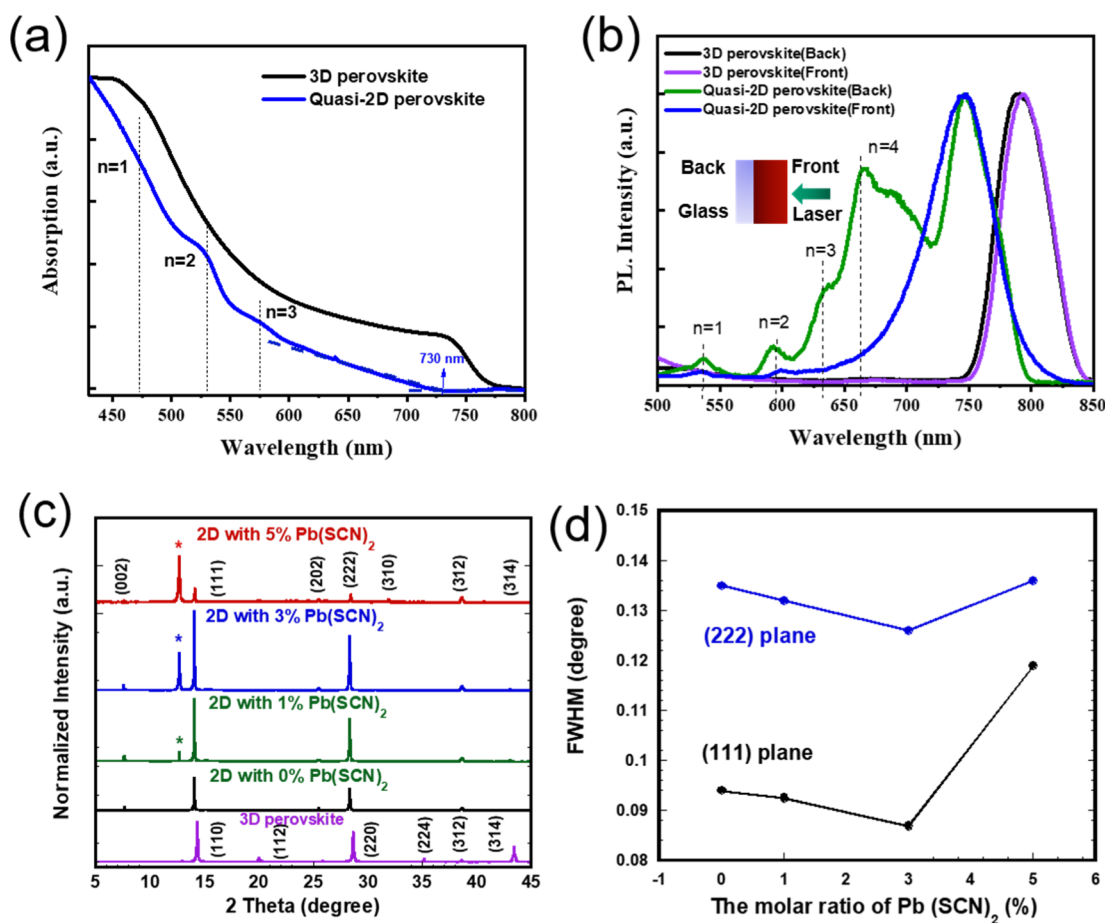 (a)
3D perovskite
Quasi-2D perovskite
n=1
n=2
n=3
730 nm
Absorption (a.u.)
450 500 550 600 650 700 750 800
Wavelength (nm)
(b)
3D perovskite(Back)
3D perovskite(Front)
Quasi-2D perovskite(Back)
Quasi-2D perovskite(Front)
n=4
Back Front
Glass Laser
n=3
n=1
n=2
PL. Intensity (a.u.)
500 550 600 650 700 750 800 850
Wavelength (nm)
(c)
2D with 5% Pb(SCN)2
*
(002) (111) (202) (222) (310) (312) (314)
2D with 3% Pb(SCN)2
*
2D with 1% Pb(SCN)2
*
2D with 0% Pb(SCN)2
3D perovskite
(110) (112) (220) (224) (312) (314)
Normalized Intensity (a.u.)
5 15 25 35 45
2 Theta (degree)
(d)
0.15
0.14
0.13
0.12
0.11
0.1
0.09
0.08
(222) plane
(111) plane
FWHM (degree)
-1 0 1 2 3 4 5 6
The molar ratio of Pb (SCN)2 (%)